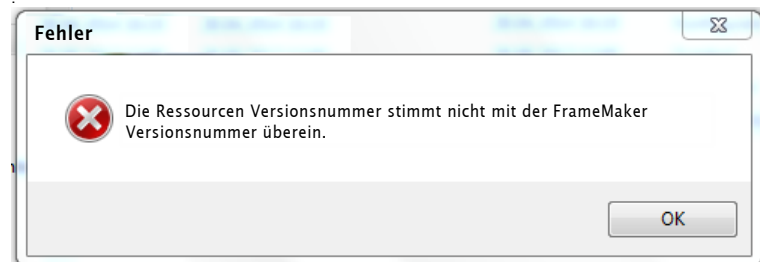 Fehler
Die Ressourcen Versionsnummer stimmt nicht mit der FrameMaker
Versionsnummer überein.
OK